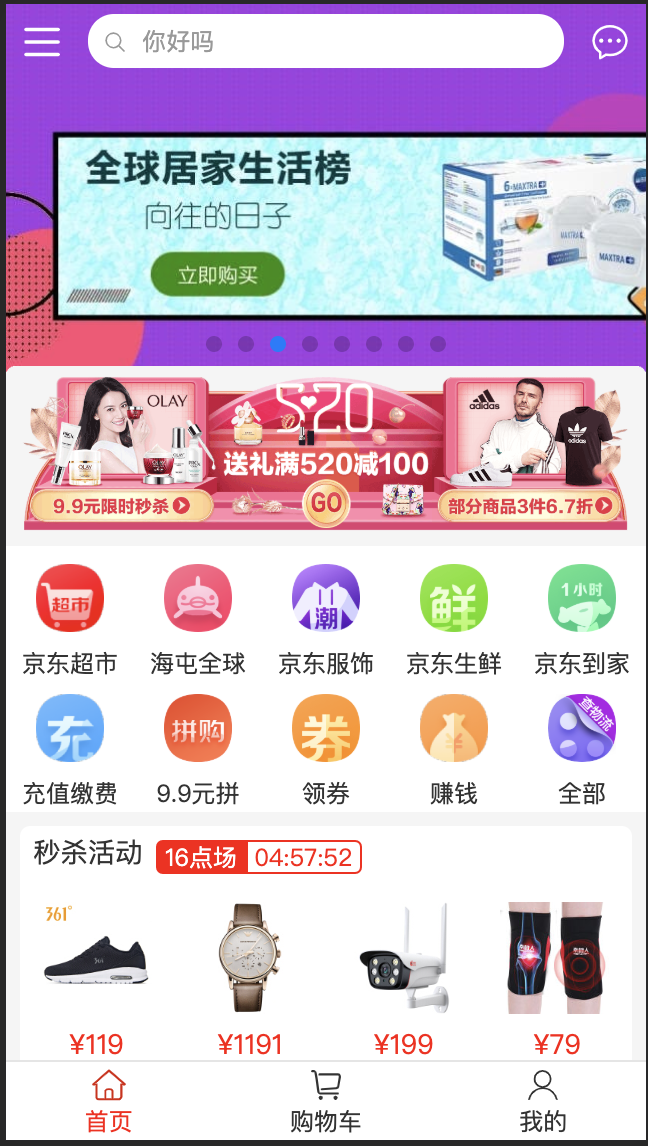 你好吗
全球居家生活榜
向往的日子
立即购买
6×MAXTRA+
MAXTRA+
MAXTRA+
OLAY
520
adidas
送礼满520减100
9.9元限时秒杀
GO
部分商品3件6.7折
超市
潮
鲜
1小时
京东超市 海屯全球 京东服饰 京东生鲜 京东到家
充
拼购
券
¥
查物流
充值缴费 9.9元拼 领券 赚钱 全部
秒杀活动 16点场 04:57:52
361°
¥119 ¥1191 ¥199 ¥79
首页 购物车 我的